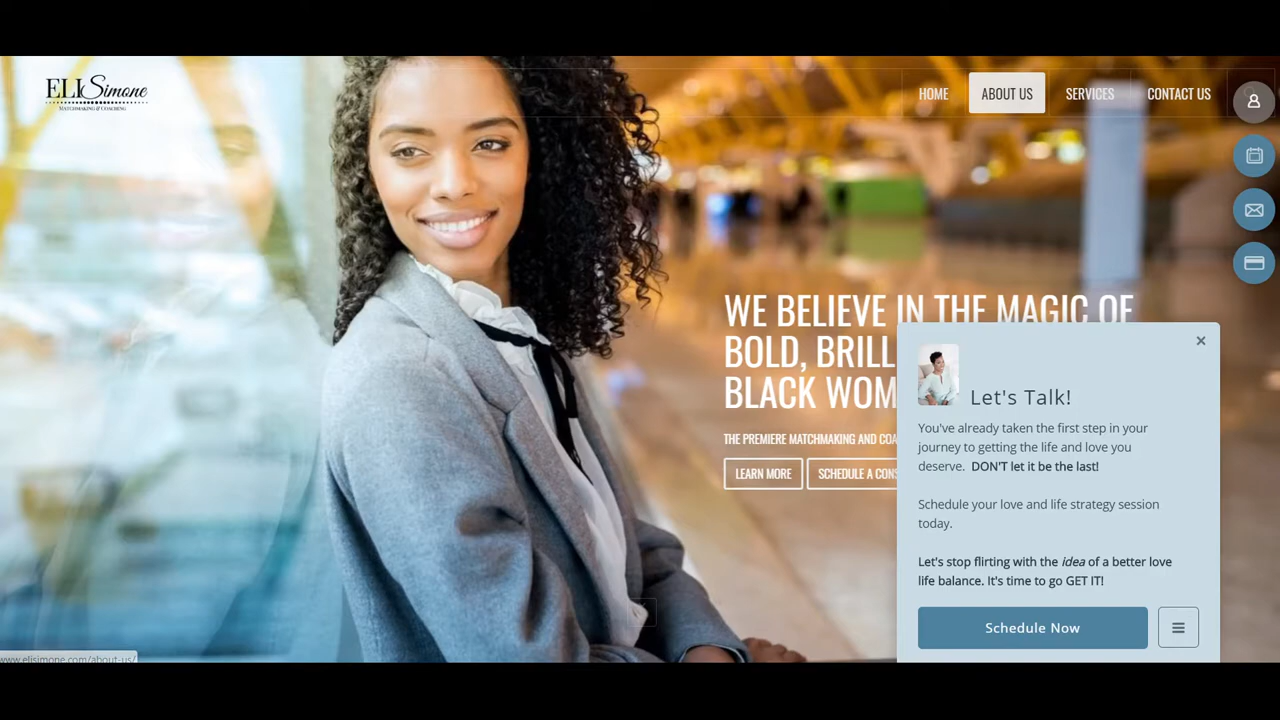 ELI Simone
MATCHMAKING & COACHING
HOME
ABOUT US
SERVICES
CONTACT US
WE BELIEVE IN THE MAGIC OF
BOLD, BRILL
BLACK WOM
THE PREMIERE MATCHMAKING AND COA
LEARN MORE
SCHEDULE A CONS
Let's Talk!
You've already taken the first step in your
journey to getting the life and love you
deserve. DON'T let it be the last!
Schedule your love and life strategy session
today.
Let's stop flirting with the idea of a better love
life balance. It's time to go GET IT!
Schedule Now
www.elisimone.com/about-us/